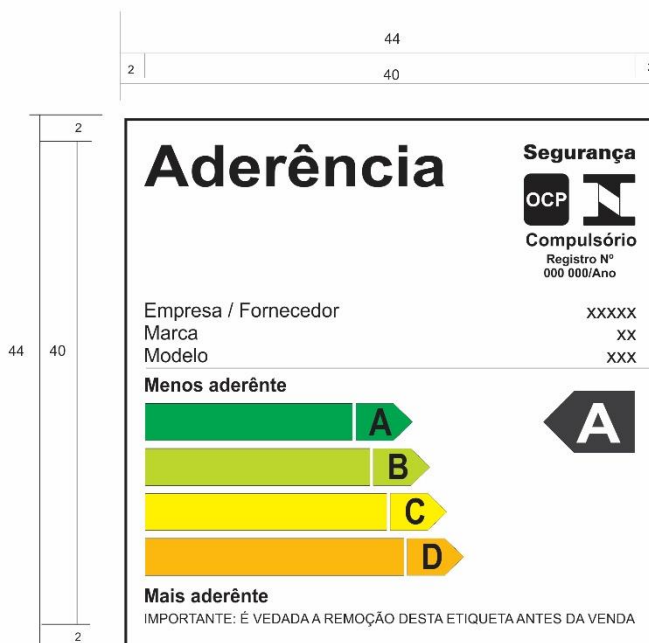 44
2
40
2
Aderência
Segurança
OCP
Compulsório
Registro Nº
000 000/Ano
Empresa / Fornecedor xxxxx
Marca xx
Modelo xxx
44
40
Menos aderênte
A
A
B
C
D
Mais aderênte
IMPORTANTE: É VEDADA A REMOÇÃO DESTA ETIQUETA ANTES DA VENDA
2